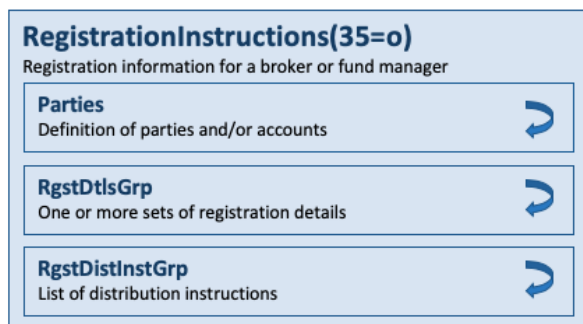 RegistrationInstructions(35=o)
Registration information for a broker or fund manager
Parties
Definition of parties and/or accounts
RgstDtlsGrp
One or more sets of registration details
RgstDistInstGrp
List of distribution instructions